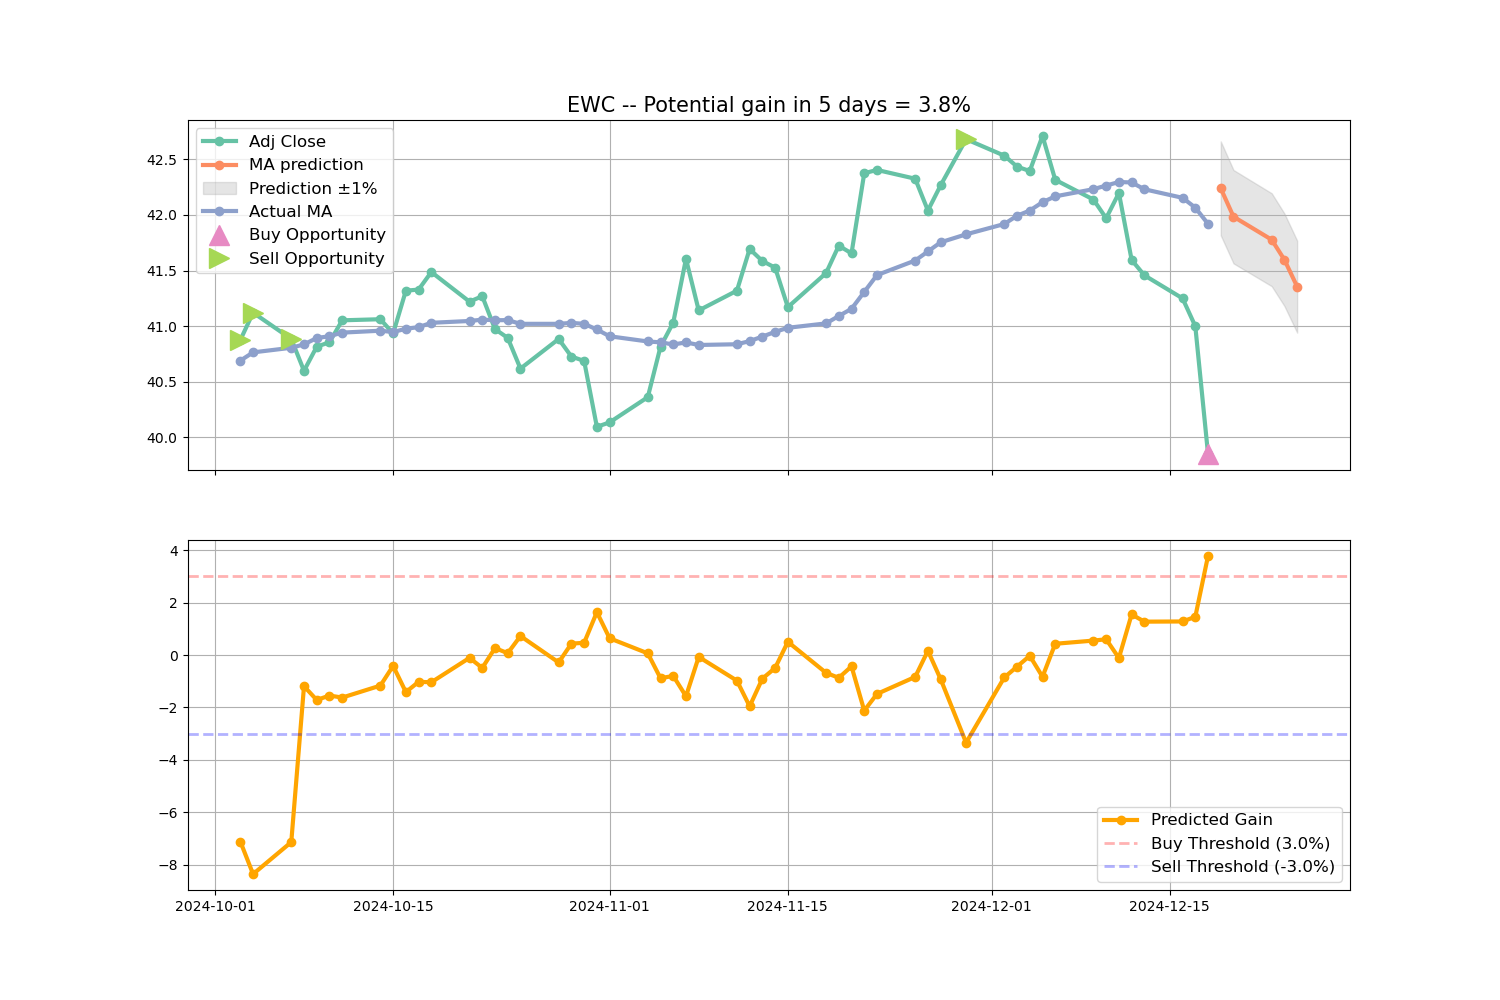 EWC -- Potential gain in 5 days = 3.8%
Adj Close
MA prediction
Prediction ±1%
Actual MA
Buy Opportunity
Sell Opportunity
42.5
42.0
41.5
41.0
40.5
40.0
4
2
0
−2
−4
−6
−8
Predicted Gain
Buy Threshold (3.0%)
Sell Threshold (-3.0%)
2024-10-01
2024-10-15
2024-11-01
2024-11-15
2024-12-01
2024-12-15